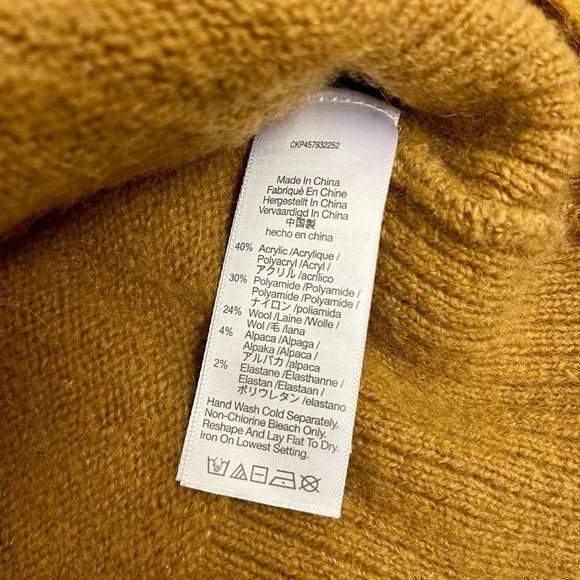 CKP457932252
Made In China
Fabriqué En Chine
Hergestellt In China
Vervaardigd In China
中国製
hecho en china
40% Acrylic /Acrylique /
Polyacryl /Acryl /
アクリル /acrílico
30% Polyamide /Polyamide /
Polyamide /Polyamide /
ナイロン /poliamida
24% Wool /Laine /Wolle /
Wol /毛 /lana
4% Alpaca /Alpaga /
Alpaka /Alpaca /
アルパカ /alpaca
2% Elastane /Élasthanne /
Elastan /Elastaan /
ポリウレタン /elastano
Hand Wash Cold Separately.
Non-Chlorine Bleach Only.
Reshape And Lay Flat To Dry.
Iron On Lowest Setting.